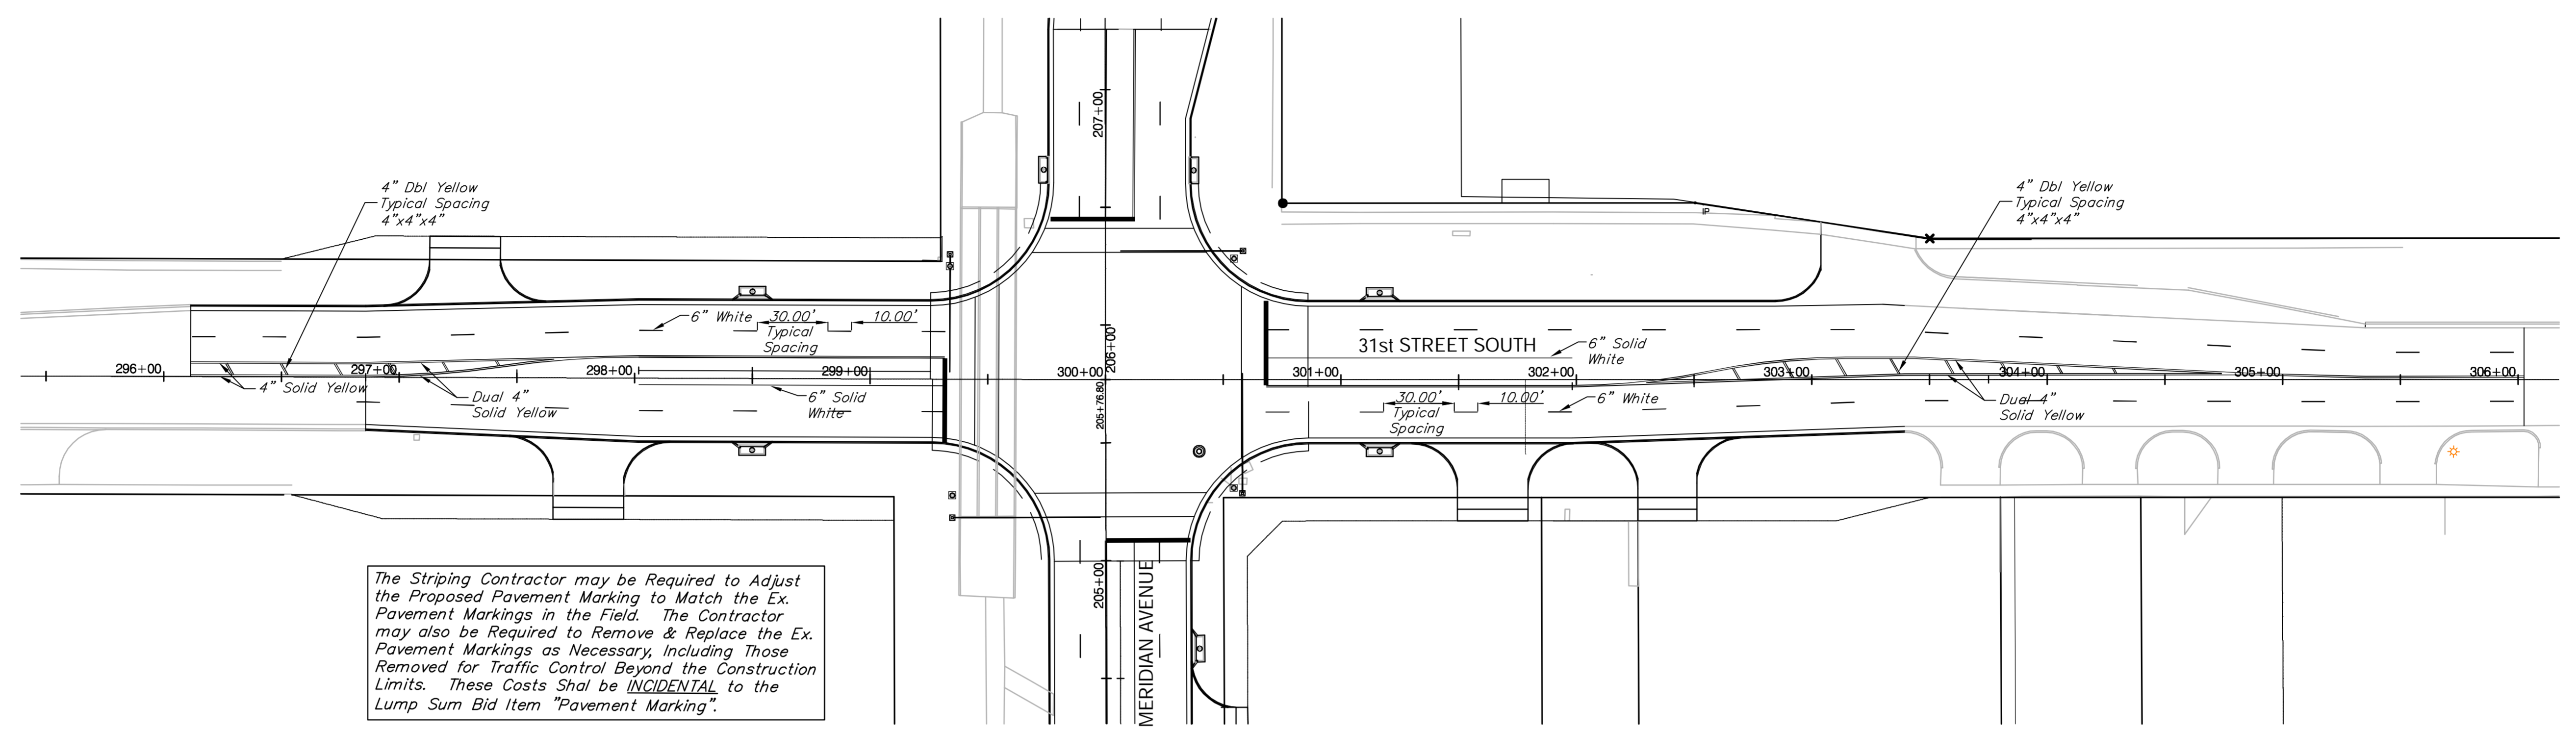 207+00
4" Dbl Yellow
Typical Spacing
4"x4"x4"
4" Dbl Yellow
Typical Spacing
4"x4"x4"
IP
6" White
30.00'
10.00'
Typical
Spacing
206+00
31st STREET SOUTH
6" Solid
White
296+00
297+00
298+00
299+00
300+00
301+00
302+00
303+00
304+00
305+00
306+00
4" Solid Yellow
Dual 4"
Solid Yellow
6" Solid
White
205+76.80
30.00'
10.00'
Typical
Spacing
6" White
Dual 4"
Solid Yellow
205+00
MERIDIAN AVENUE
The Striping Contractor may be Required to Adjust
the Proposed Pavement Marking to Match the Ex.
Pavement Markings in the Field. The Contractor
may also be Required to Remove & Replace the Ex.
Pavement Markings as Necessary, Including Those
Removed for Traffic Control Beyond the Construction
Limits. These Costs Shal be INCIDENTAL to the
Lump Sum Bid Item "Pavement Marking".